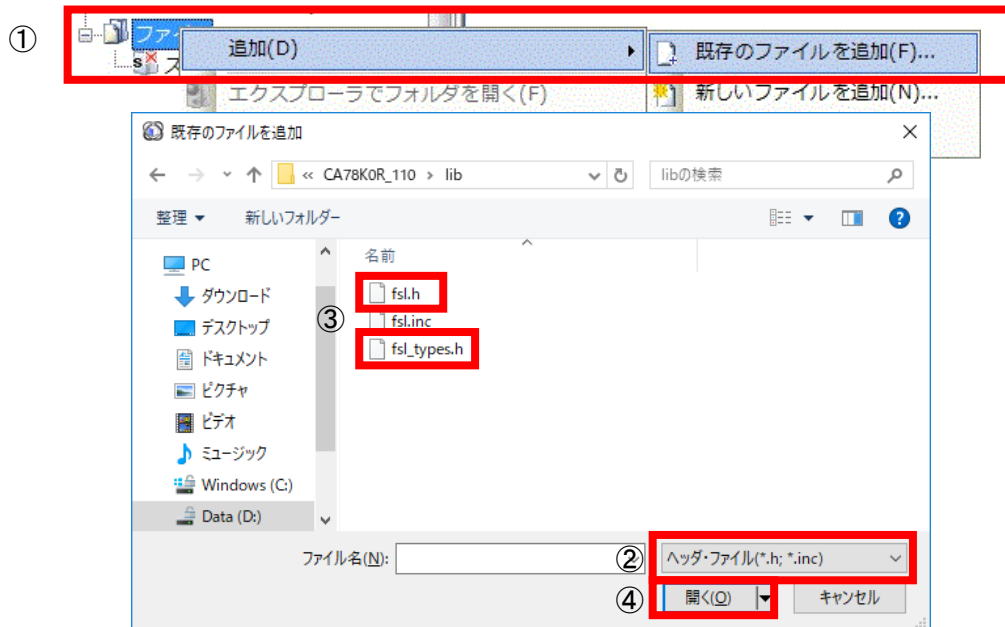 ①
ファイ
追加(D)
既存のファイルを追加(F)...
ス
エクスプローラでフォルダを開く(F)
新しいファイルを追加(N)...
既存のファイルを追加
« CA78K0R_110 › lib
libの検索
整理
新しいフォルダー
名前
PC
ダウンロード
デスクトップ
ドキュメント
ピクチャ
ビデオ
ミュージック
Windows (C:)
Data (D:)
③
fsl.h
fsl.inc
fsl_types.h
ファイル名(N):
②
ヘッダ・ファイル(*.h; *.inc)
④
開く(O)
キャンセル